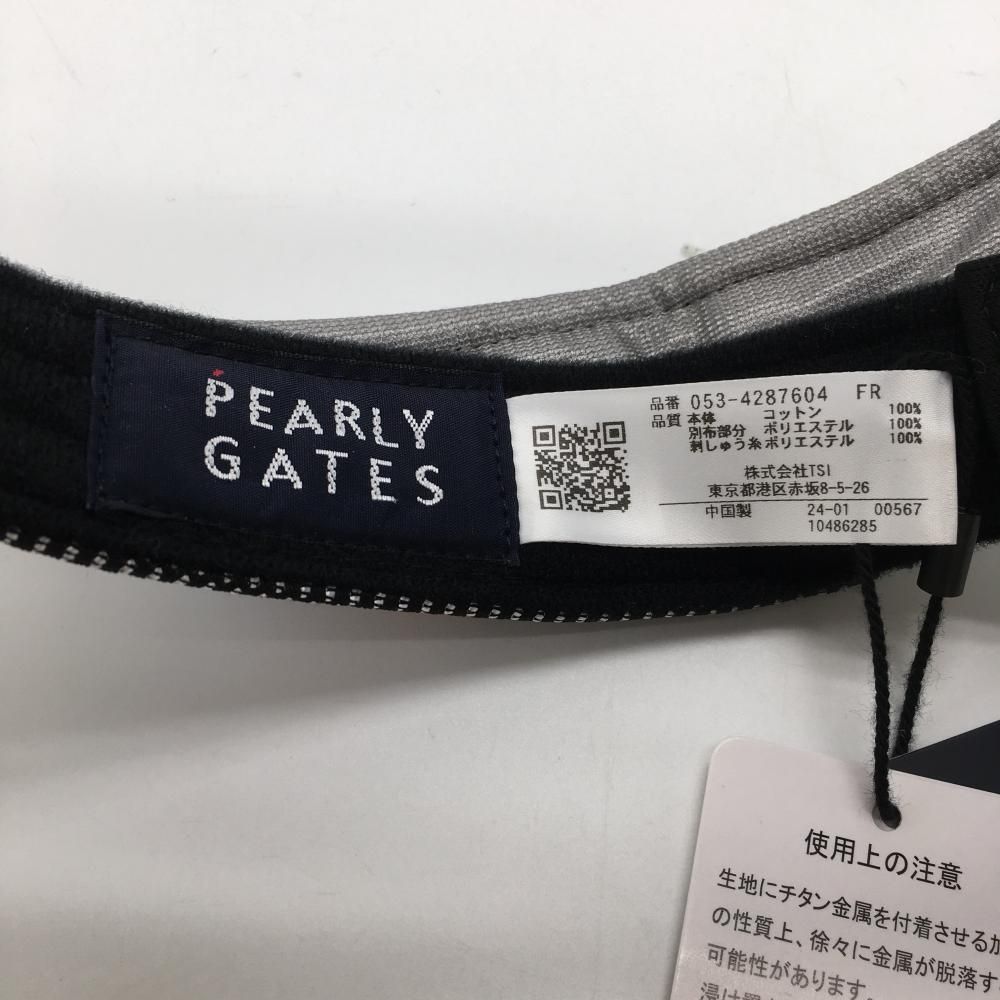 PEARLY
GATES
品番 053-4287604 FR
品質 本体 コットン 100%
別布部分 ポリエステル 100%
刺しゅう糸 ポリエステル 100%
株式会社TSI
東京都港区赤坂8-5-26
中国製 24-01 00567
10486285
使用上の注意
生地にチタン金属を付着させる
の性質上、徐々に金属が脱落す
可能性があります